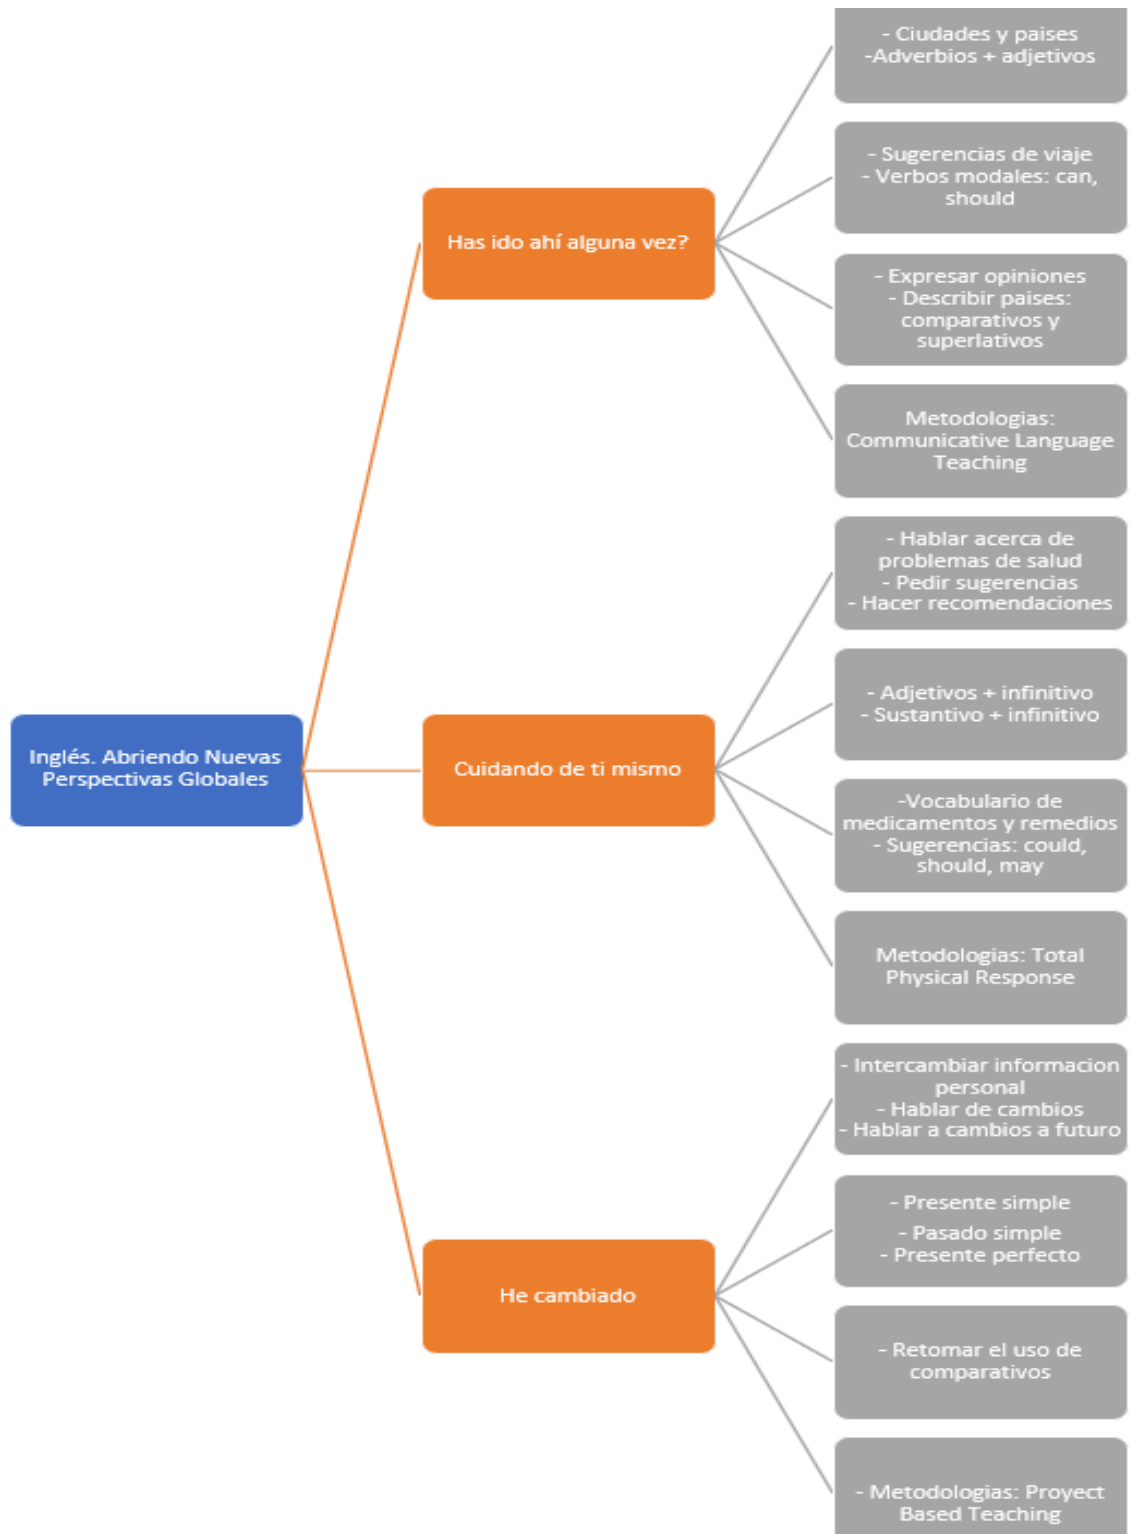 - Ciudades y paises
-Adverbios + adjetivos
- Sugerencias de viaje
- Verbos modales: can,
should
Has ido ahí alguna vez?
- Expresar opiniones
- Describir paises:
comparativos y
superlativos
Metodologias:
Communicative Language
Teaching
- Hablar acerca de
problemas de salud
- Pedir sugerencias
- Hacer recomendaciones
- Adjetivos + infinitivo
- Sustantivo + infinitivo
Inglés. Abriendo Nuevas
Perspectivas Globales
Cuidando de ti mismo
-Vocabulario de
medicamentos y remedios
- Sugerencias: could,
should, may
Metodologias: Total
Physical Response
- Intercambiar informacion
personal
- Hablar de cambios
- Hablar a cambios a futuro
- Presente simple
- Pasado simple
- Presente perfecto
He cambiado
- Retomar el uso de
comparativos
- Metodologias: Proyect
Based Teaching